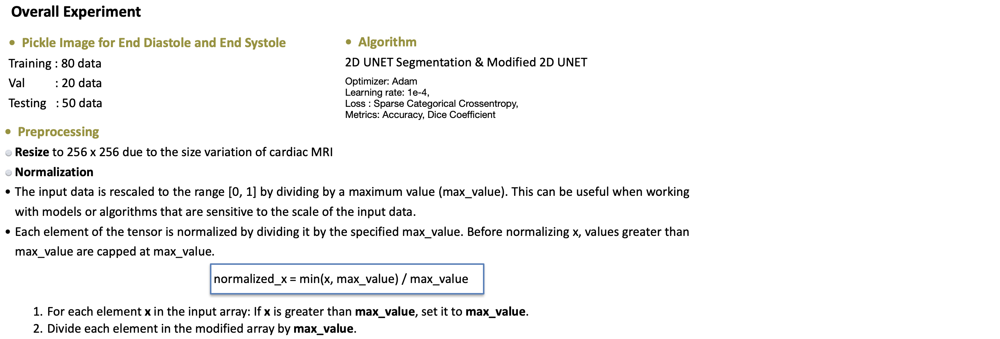 Overall Experiment
• Pickle Image for End Diastole and End Systole
Training : 80 data
Val : 20 data
Testing : 50 data
• Algorithm
2D UNET Segmentation & Modified 2D UNET
Optimizer: Adam
Learning rate: 1e-4,
Loss : Sparse Categorical Crossentropy,
Metrics: Accuracy, Dice Coefficient
• Preprocessing
Resize to 256 x 256 due to the size variation of cardiac MRI
Normalization
• The input data is rescaled to the range [0, 1] by dividing by a maximum value (max_value). This can be useful when working
with models or algorithms that are sensitive to the scale of the input data.
• Each element of the tensor is normalized by dividing it by the specified max_value. Before normalizing x, values greater than
max_value are capped at max_value.
normalized_x = min(x, max_value) / max_value
1. For each element x in the input array: If x is greater than max_value, set it to max_value.
2. Divide each element in the modified array by max_value.